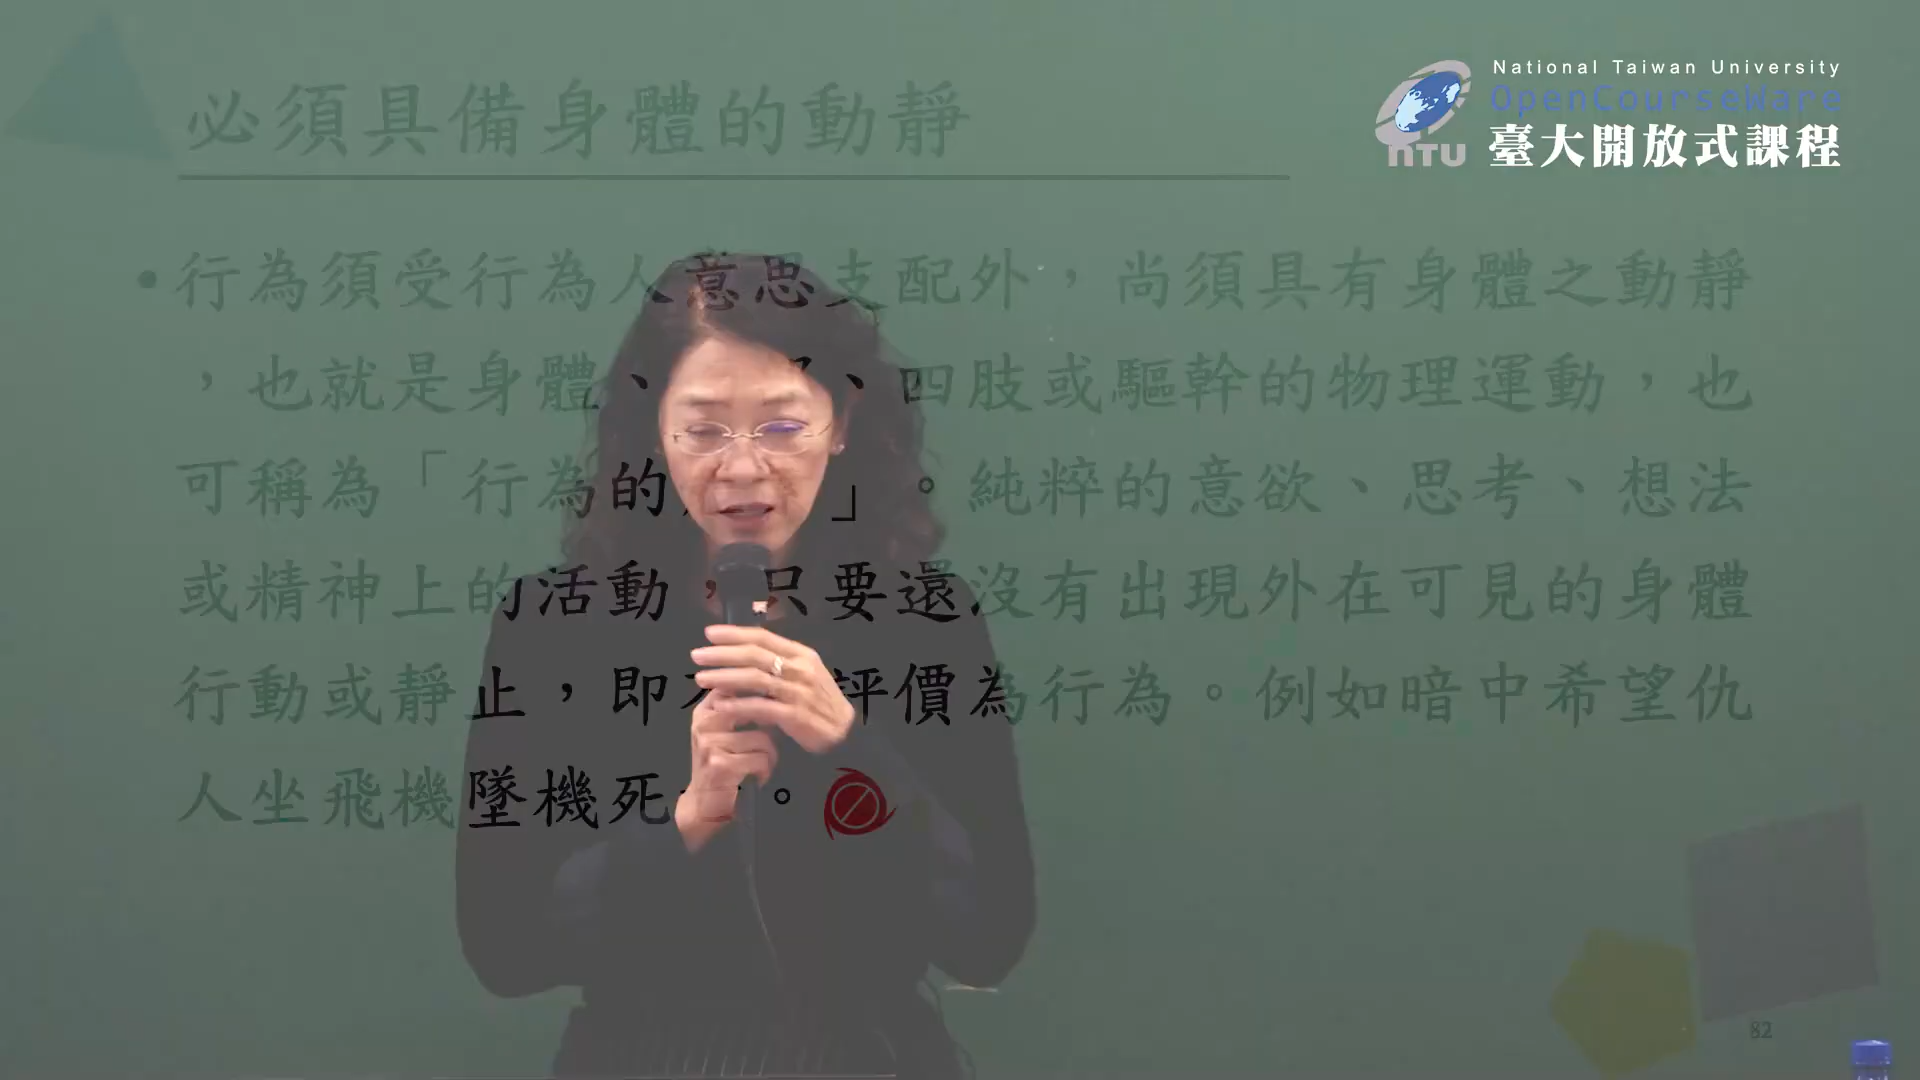 National Taiwan University
OpenCourseWare
NTU 臺大開放式課程
必須具備身體的動靜
•行為須受行為人意思支配外，尚須具有身體之動靜
，也就是身體、、四肢或驅幹的物理運動，也
可稱為「行為的」。純粹的意欲、思考、想法
或精神上的活動，只要還沒有出現外在可見的身體
行動或靜止，即不評價為行為。例如暗中希望仇
人坐飛機墜機死。
82